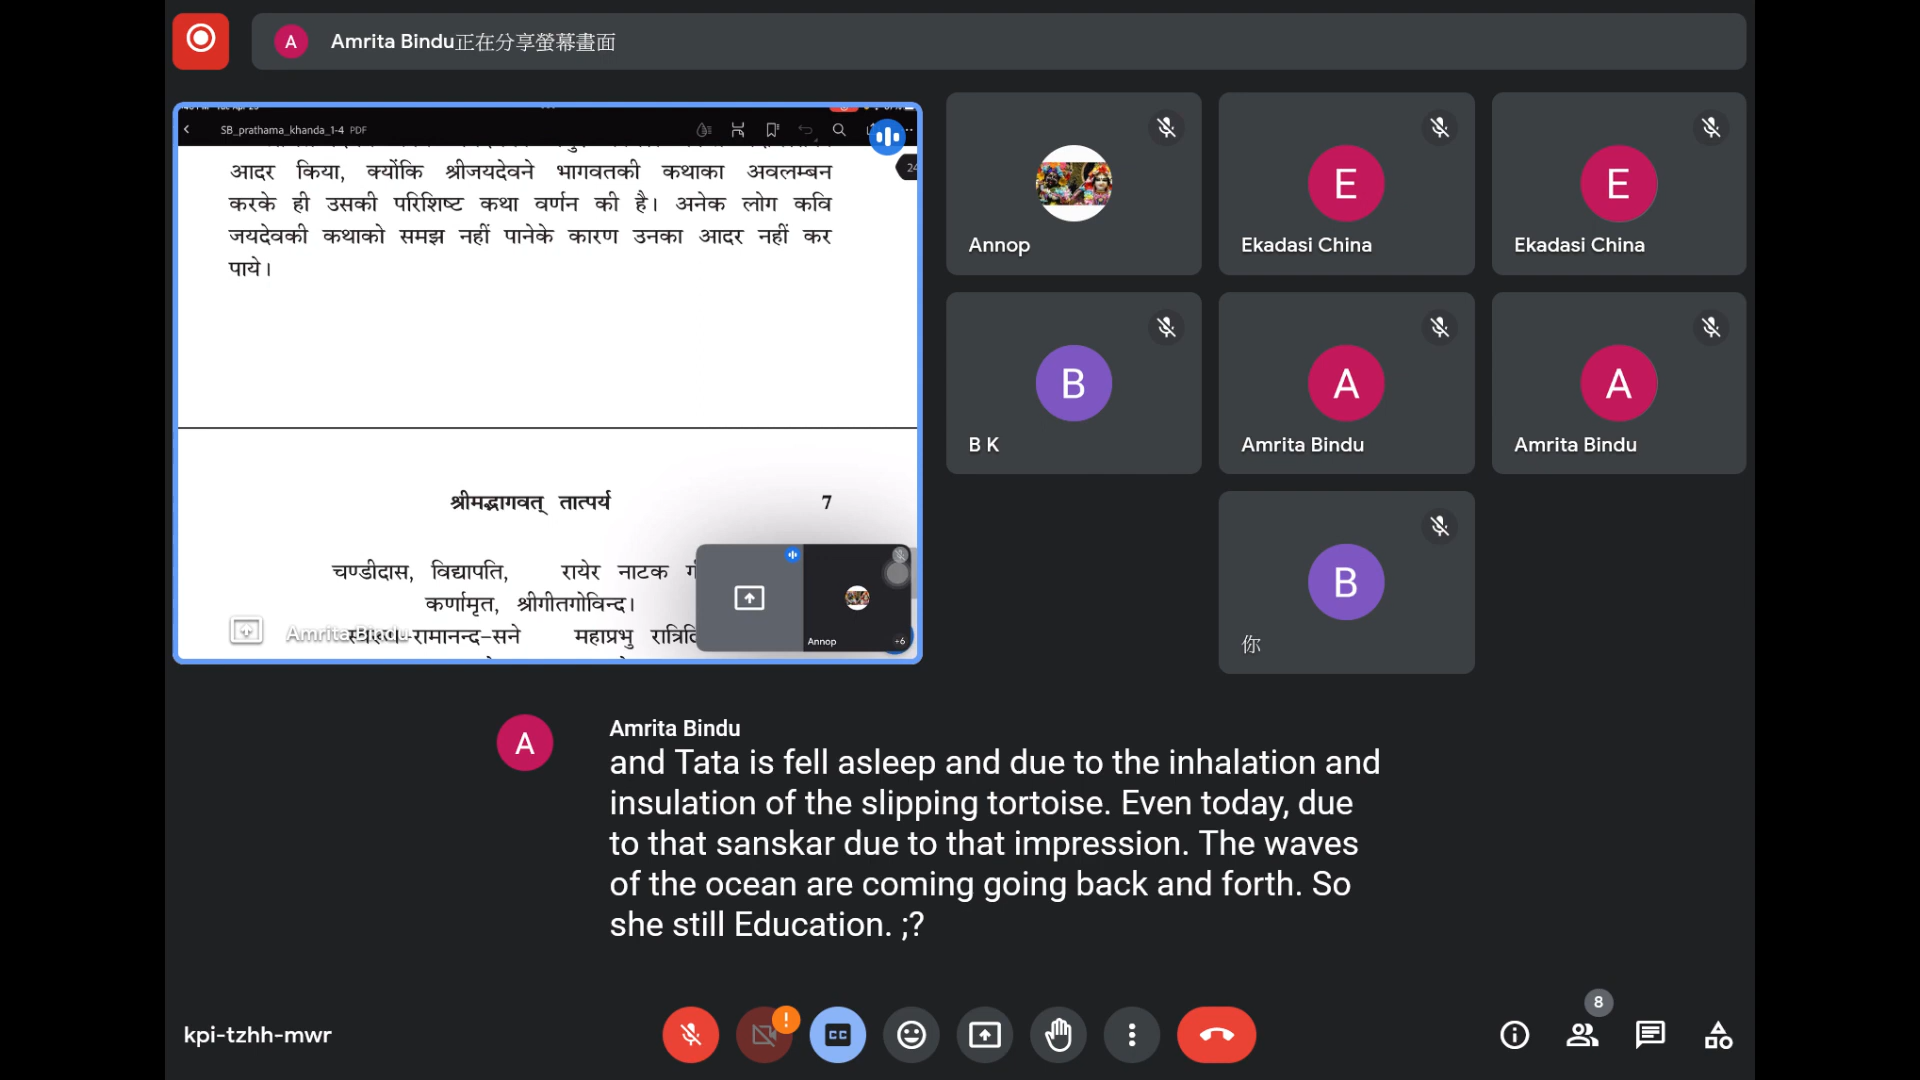 A
Amrita Bindu正在分享螢幕畫面
SB_prathama_khanda_1-4 PDF
24
आदर किया, क्योंकि श्रीजयदेवने भागवतकी कथाका अवलम्बन
करके ही उसकी परिशिष्ट कथा वर्णन की है। अनेक लोग कवि
जयदेवकी कथाको समझ नहीं पानेके कारण उनका आदर नहीं कर
पाये।
श्रीमद्भागवत् तात्पर्य 7
चण्डीदास, विद्यापति, रायेर नाटक
कर्णामृत, श्रीगीतगोविन्द।
रामानन्द-सने महाप्रभु
Amrita Bindu
Annop +6
Annop
E
Ekadasi China
E
Ekadasi China
B
B K
A
Amrita Bindu
A
Amrita Bindu
B
你
A
Amrita Bindu
and Tata is fell asleep and due to the inhalation and
insulation of the slipping tortoise. Even today, due
to that sanskar due to that impression. The waves
of the ocean are coming going back and forth. So
she still Education. ;?
kpi-tzhh-mwr
!
CC
8